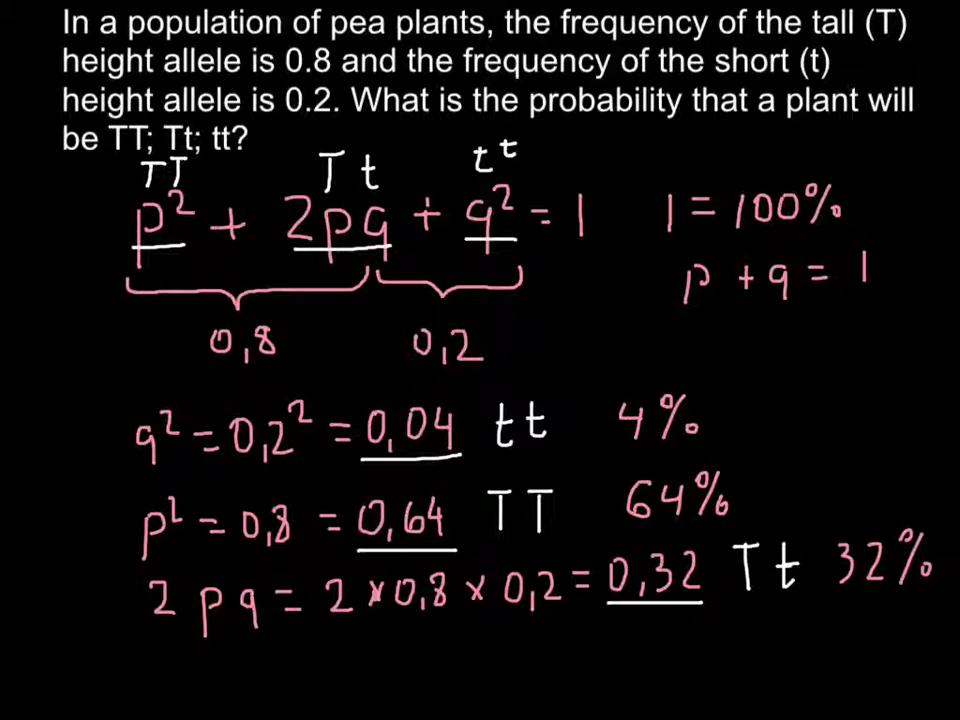 In a population of pea plants, the frequency of the tall (T)
height allele is 0.8 and the frequency of the short (t)
height allele is 0.2. What is the probability that a plant will
be TT; Tt; tt?
TT Tt tt
p² + 2pq + q² = 1 1 = 100%
p + q = 1
0,8 0,2
q² = 0,2² = 0,04 tt 4%
p² = 0,8 = 0,64 TT 64%
2pq = 2 × 0,8 × 0,2 = 0,32 Tt 32%